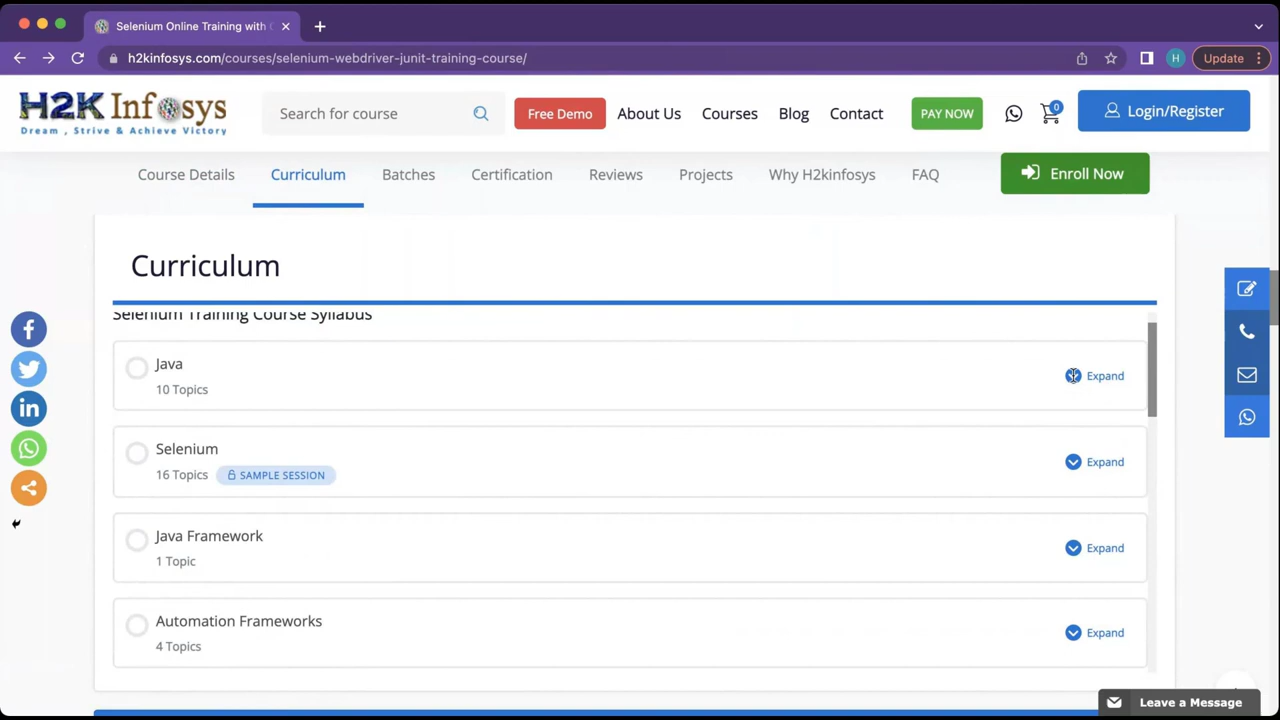 Selenium Online Training with
h2kinfosys.com/courses/selenium-webdriver-junit-training-course/
H
Update
H2K Infosys
Dream , Strive & Achieve Victory
Search for course
Free Demo
About Us
Courses
Blog
Contact
PAY NOW
0
Login/Register
Course Details
Curriculum
Batches
Certification
Reviews
Projects
Why H2kinfosys
FAQ
Enroll Now
Curriculum
Selenium Training Course Syllabus
Java
10 Topics
Expand
Selenium
16 Topics
SAMPLE SESSION
Expand
Java Framework
1 Topic
Expand
Automation Frameworks
4 Topics
Expand
Leave a Message